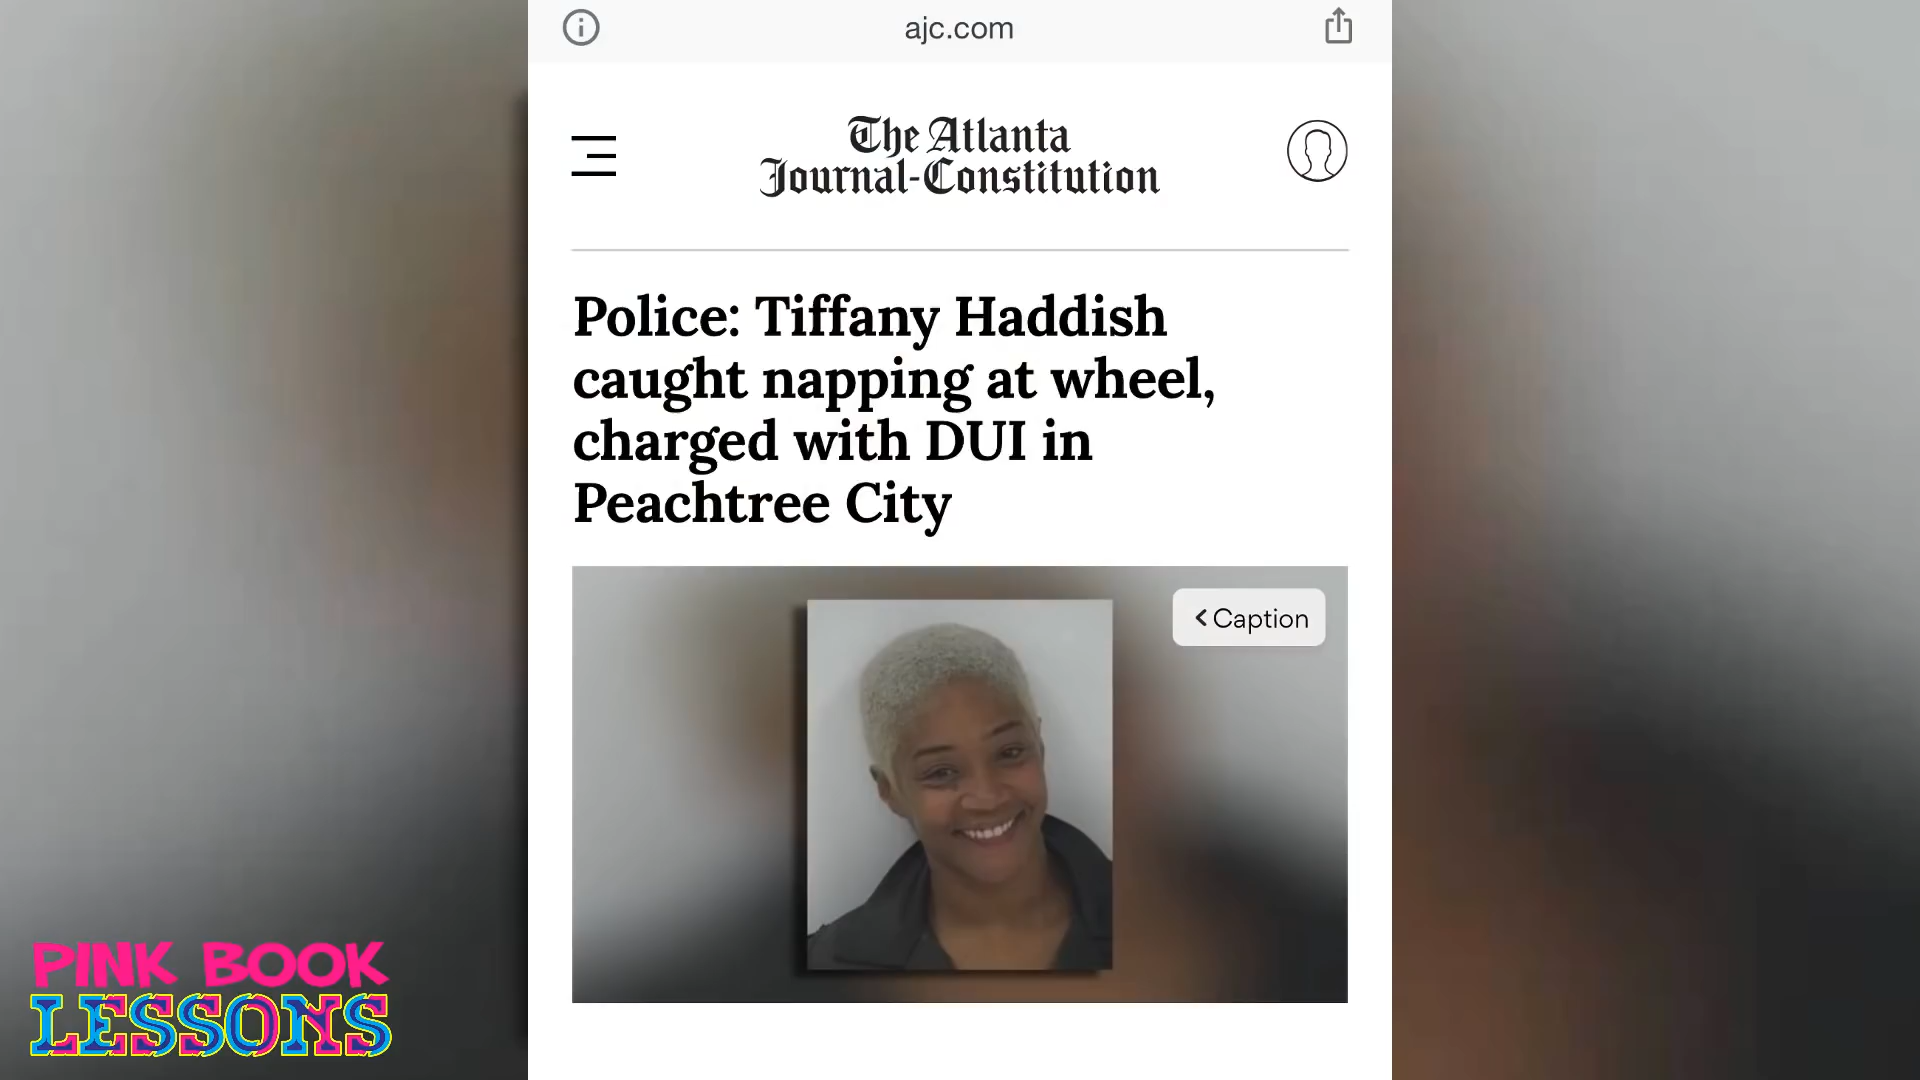 ajc.com
The Atlanta
Journal-Constitution
Police: Tiffany Haddish
caught napping at wheel,
charged with DUI in
Peachtree City
Caption
PINK BOOK
LESSONS